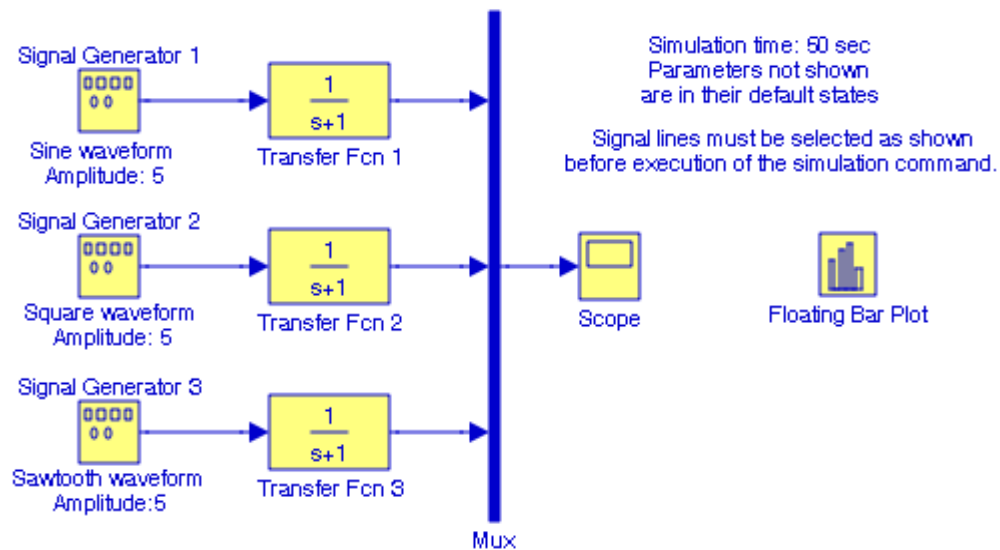 Signal Generator 1
Sine waveform
Amplitude: 5
1
s+1
Transfer Fcn 1
Signal Generator 2
Square waveform
Amplitude: 5
1
s+1
Transfer Fcn 2
Signal Generator 3
Sawtooth waveform
Amplitude:5
1
s+1
Transfer Fcn 3
Mux
Simulation time: 50 sec
Parameters not shown
are in their default states
Signal lines must be selected as shown
before execution of the simulation command.
Scope
Floating Bar Plot